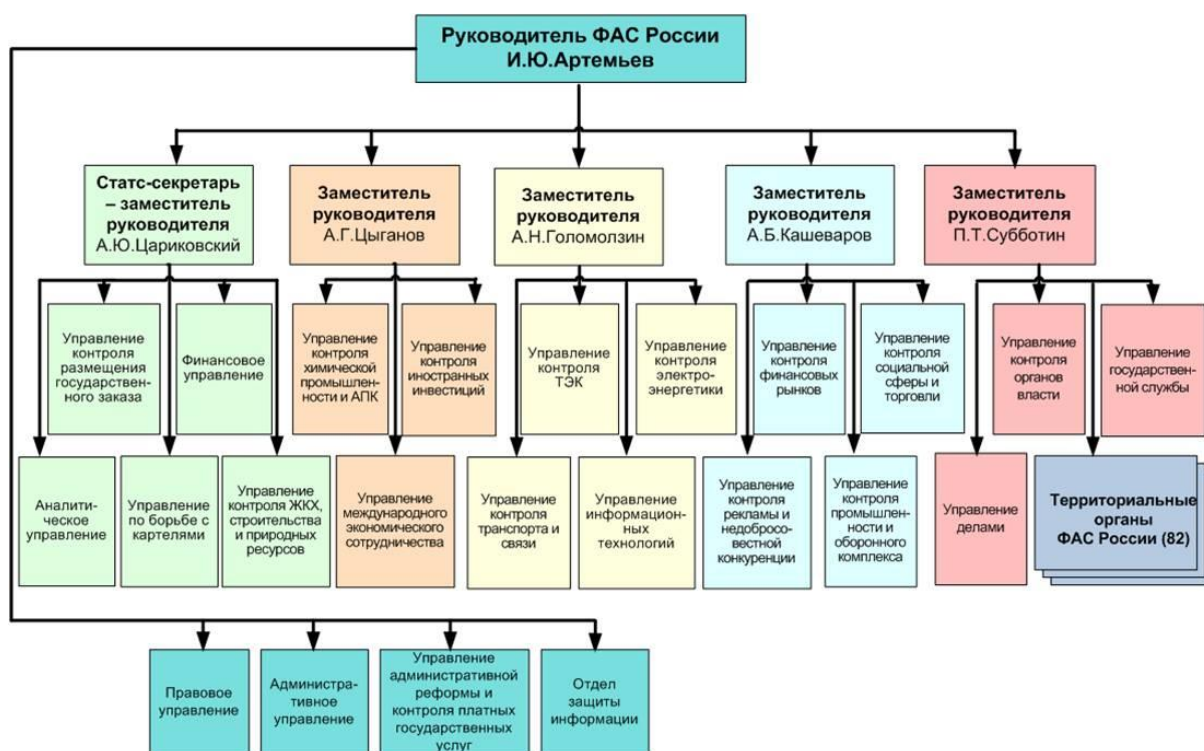 Руководитель ФАС России
И.Ю.Артемьев
Статс-секретарь
– заместитель
руководителя
А.Ю.Цариковский
Заместитель
руководителя
А.Г.Цыганов
Заместитель
руководителя
А.Н.Голомолзин
Заместитель
руководителя
А.Б.Кашеваров
Заместитель
руководителя
П.Т.Субботин
Управление
контроля
размещения
государствен-
ного заказа
Финансовое
управление
Управление
контроля
химической
промышлен-
ности и АПК
Управление
контроля
иностранных
инвестиций
Управление
контроля
ТЭК
Управление
контроля
электро-
энергетики
Управление
контроля
финансовых
рынков
Управление
контроля
социальной
сферы и
торговли
Управление
контроля
органов
власти
Управление
государствен-
ной службы
Аналити-
ческое
управление
Управление
по борьбе с
картелями
Управление
контроля ЖКХ,
строительства
и природных
ресурсов
Управление
международного
экономического
сотрудничества
Управление
контроля
транспорта и
связи
Управление
информацион-
ных
технологий
Управление
контроля
рекламы и
недобросо-
вестной
конкуренции
Управление
контроля
промышлен-
ности и
оборонного
комплекса
Управление
делами
Территориальные
органы
ФАС России (82)
Правовое
управление
Администра-
тивное
управление
Управление
административной
реформы и
контроля платных
государственных
услуг
Отдел
защиты
информации